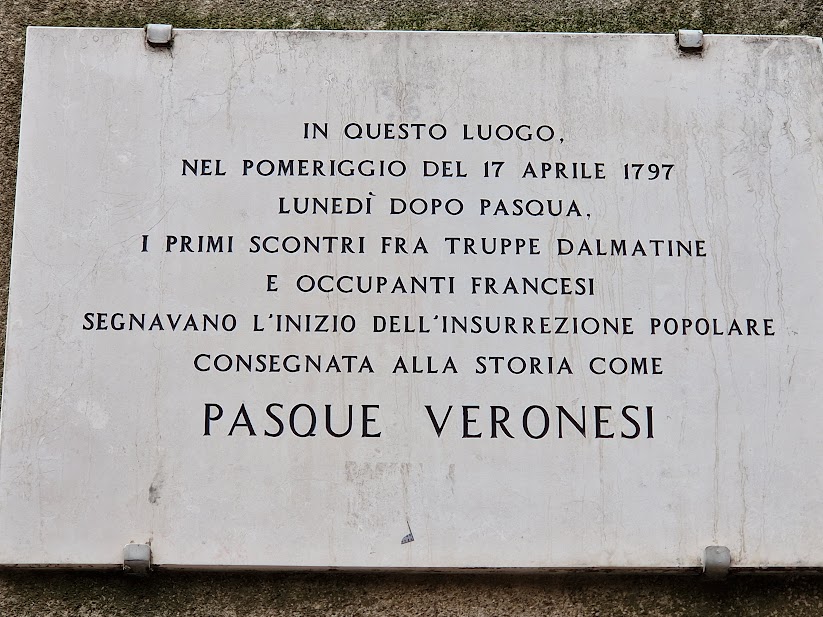 IN QUESTO LUOGO,
NEL POMERIGGIO DEL 17 APRILE 1797
LUNEDÌ DOPO PASQUA,
I PRIMI SCONTRI FRA TRUPPE DALMATINE
E OCCUPANTI FRANCESI
SEGNAVANO L'INIZIO DELL'INSURREZIONE POPOLARE
CONSEGNATA ALLA STORIA COME
PASQUE VERONESI